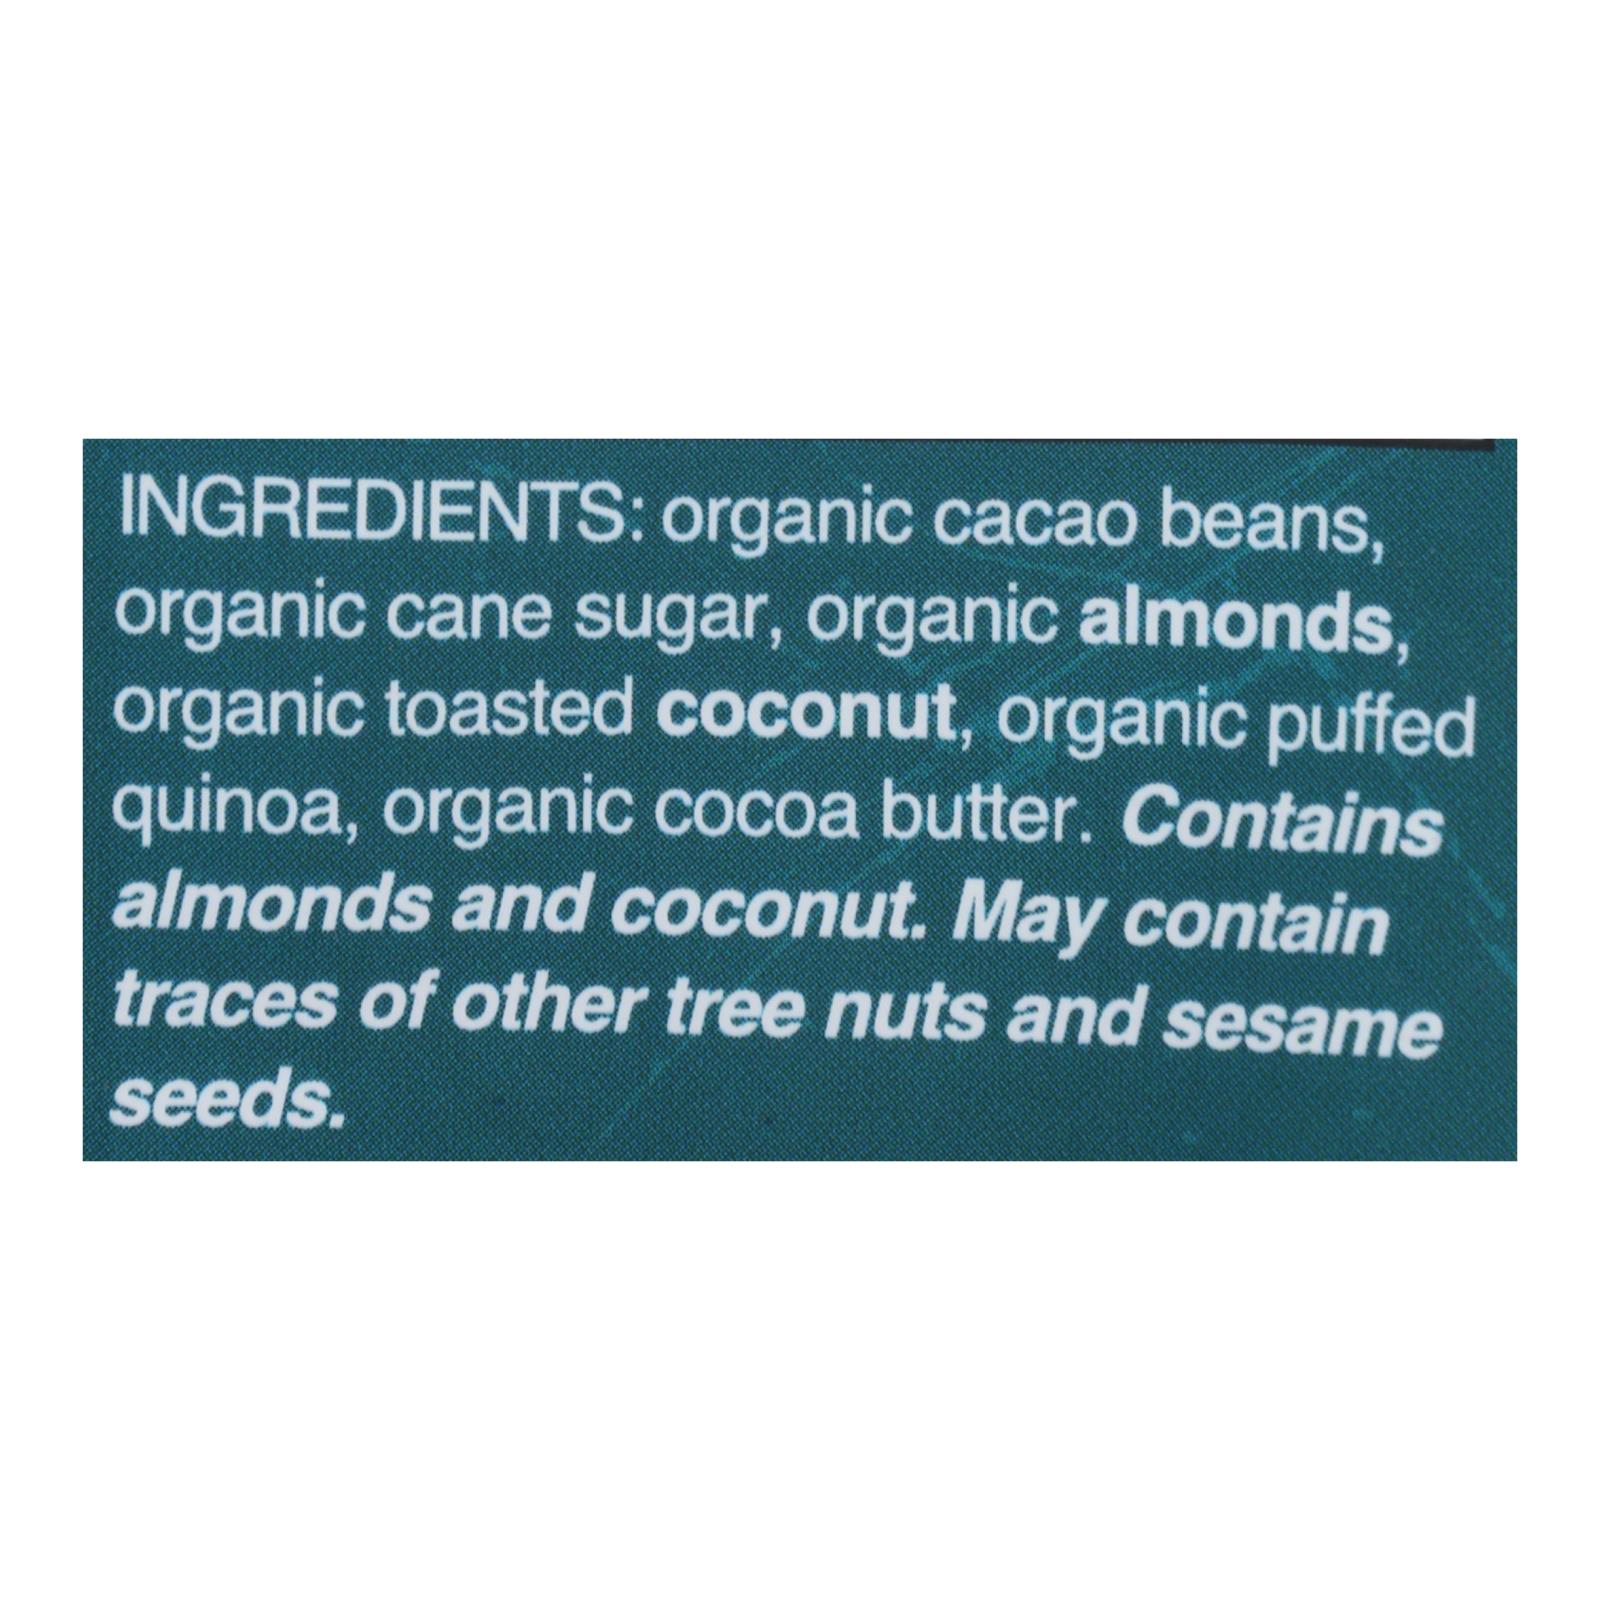 INGREDIENTS: organic cacao beans,
organic cane sugar, organic almonds,
organic toasted coconut, organic puffed
quinoa, organic cocoa butter. Contains
almonds and coconut. May contain
traces of other tree nuts and sesame
seeds.